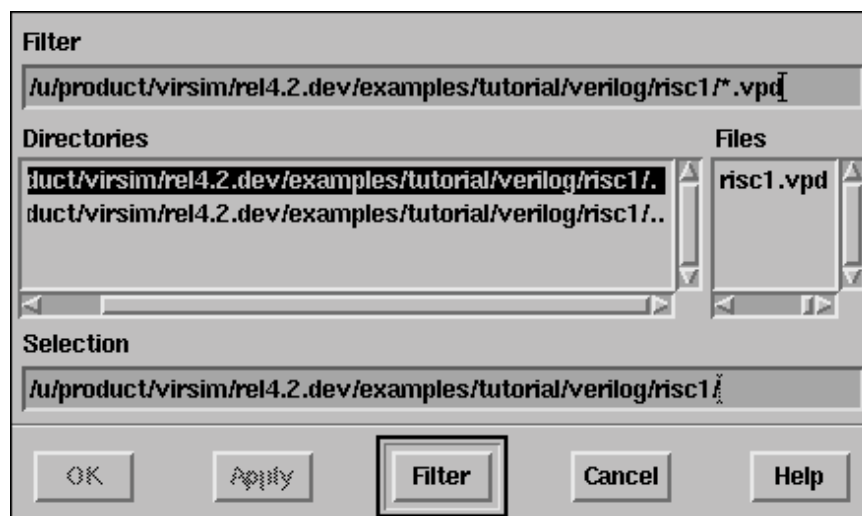 Filter
/u/product/virsim/rel4.2.dev/examples/tutorial/verilog/risc1/*.vpd
Directories
duct/virsim/rel4.2.dev/examples/tutorial/verilog/risc1/.
duct/virsim/rel4.2.dev/examples/tutorial/verilog/risc1/..
Files
risc1.vpd
Selection
/u/product/virsim/rel4.2.dev/examples/tutorial/verilog/risc1/
OK Apply Filter Cancel Help